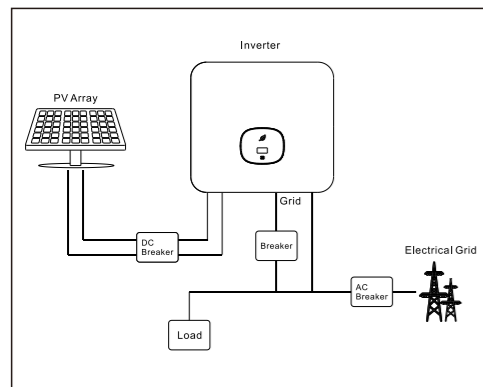 Inverter
PV Array
Grid
DC
Breaker
Breaker
Electrical Grid
AC
Breaker
Load